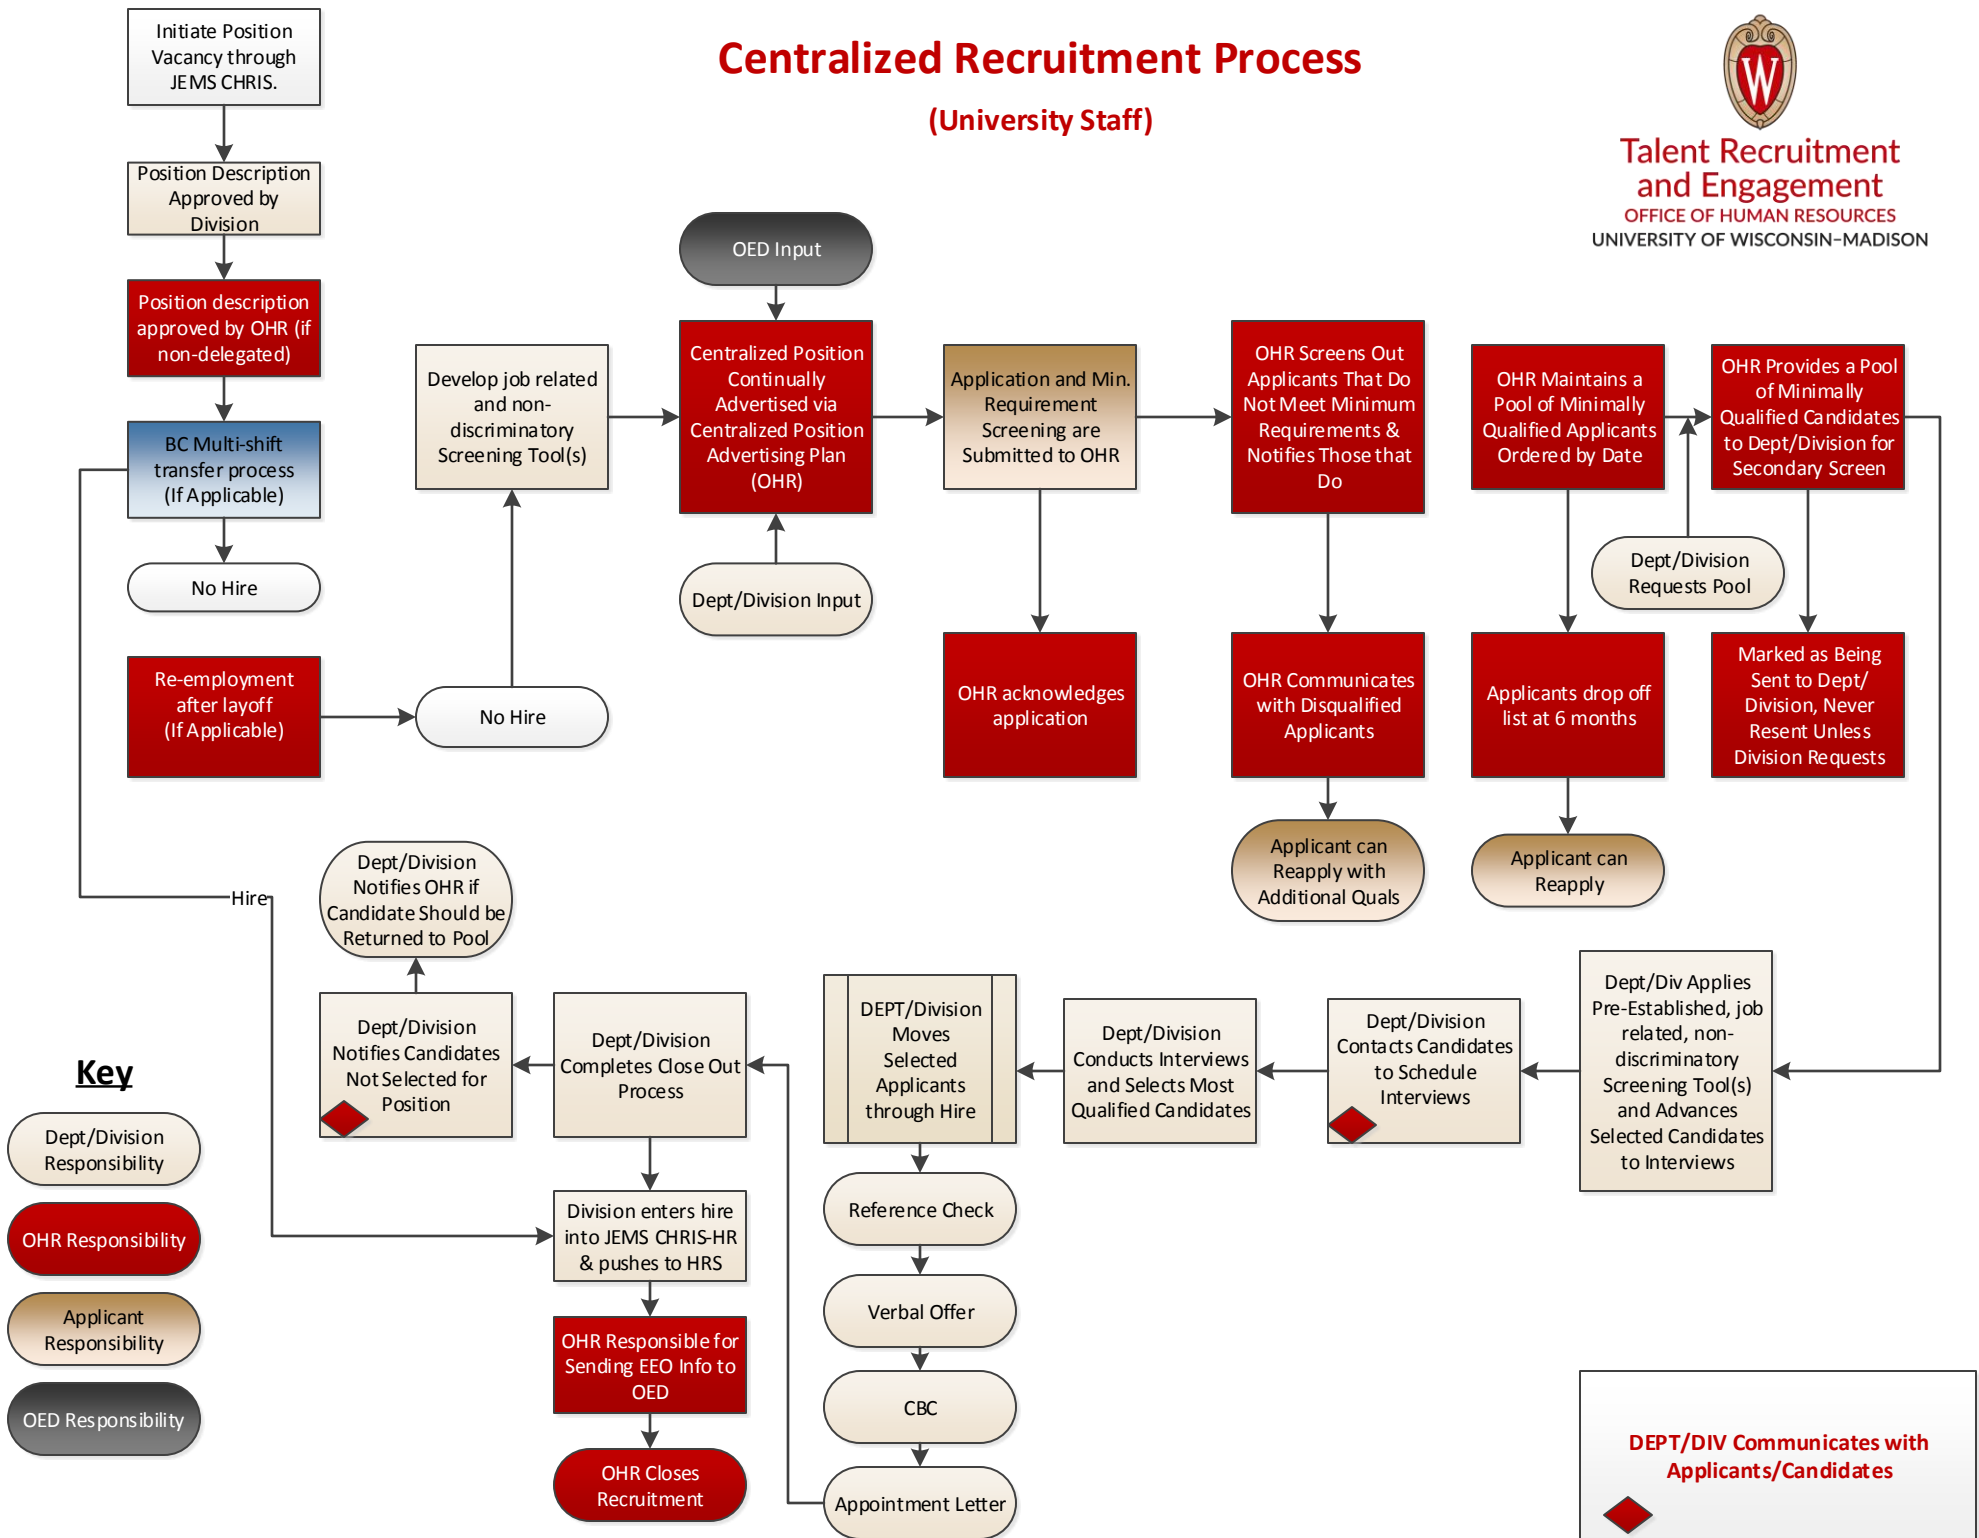 Centralized Recruitment Process
(University Staff)
W
Talent Recruitment
and Engagement
OFFICE OF HUMAN RESOURCES
UNIVERSITY OF WISCONSIN–MADISON
Initiate Position
Vacancy through
JEMS CHRIS.
Position Description
Approved by
Division
Position description
approved by OHR (if
non-delegated)
BC Multi-shift
transfer process
(If Applicable)
No Hire
Re-employment
after layoff
(If Applicable)
No Hire
Develop job related
and non-
discriminatory
Screening Tool(s)
OED Input
Centralized Position
Continually
Advertised via
Centralized Position
Advertising Plan
(OHR)
Dept/Division Input
Application and Min.
Requirement
Screening are
Submitted to OHR
OHR acknowledges
application
OHR Screens Out
Applicants That Do
Not Meet Minimum
Requirements &
Notifies Those that
Do
OHR Communicates
with Disqualified
Applicants
Applicant can
Reapply with
Additional Quals
OHR Maintains a
Pool of Minimally
Qualified Applicants
Ordered by Date
Applicants drop off
list at 6 months
Applicant can
Reapply
Dept/Division
Requests Pool
OHR Provides a Pool
of Minimally
Qualified Candidates
to Dept/Division for
Secondary Screen
Marked as Being
Sent to Dept/
Division, Never
Resent Unless
Division Requests
Dept/Div Applies
Pre-Established, job
related, non-
discriminatory
Screening Tool(s)
and Advances
Selected Candidates
to Interviews
Dept/Division
Contacts Candidates
to Schedule
Interviews
Dept/Division
Conducts Interviews
and Selects Most
Qualified Candidates
DEPT/Division
Moves
Selected
Applicants
through Hire
Reference Check
Verbal Offer
CBC
Appointment Letter
Dept/Division
Completes Close Out
Process
Dept/Division
Notifies Candidates
Not Selected for
Position
Dept/Division
Notifies OHR if
Candidate Should be
Returned to Pool
Hire
Division enters hire
into JEMS CHRIS-HR
& pushes to HRS
OHR Responsible for
Sending EEO Info to
OED
OHR Closes
Recruitment
Key
Dept/Division
Responsibility
OHR Responsibility
Applicant
Responsibility
OED Responsibility
DEPT/DIV Communicates with
Applicants/Candidates